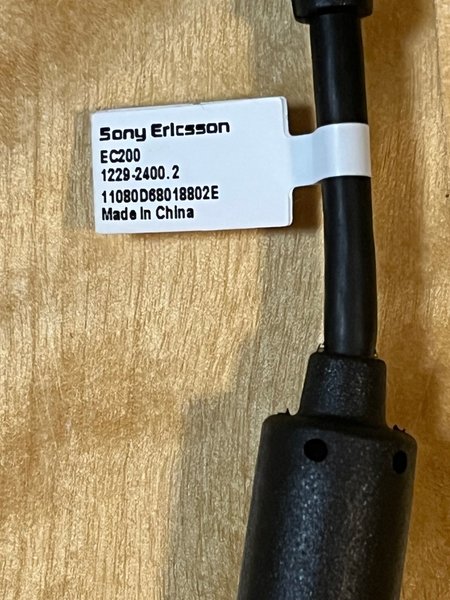 Sony Ericsson
EC200
1229-2400.2
11080D68018802E
Made in China